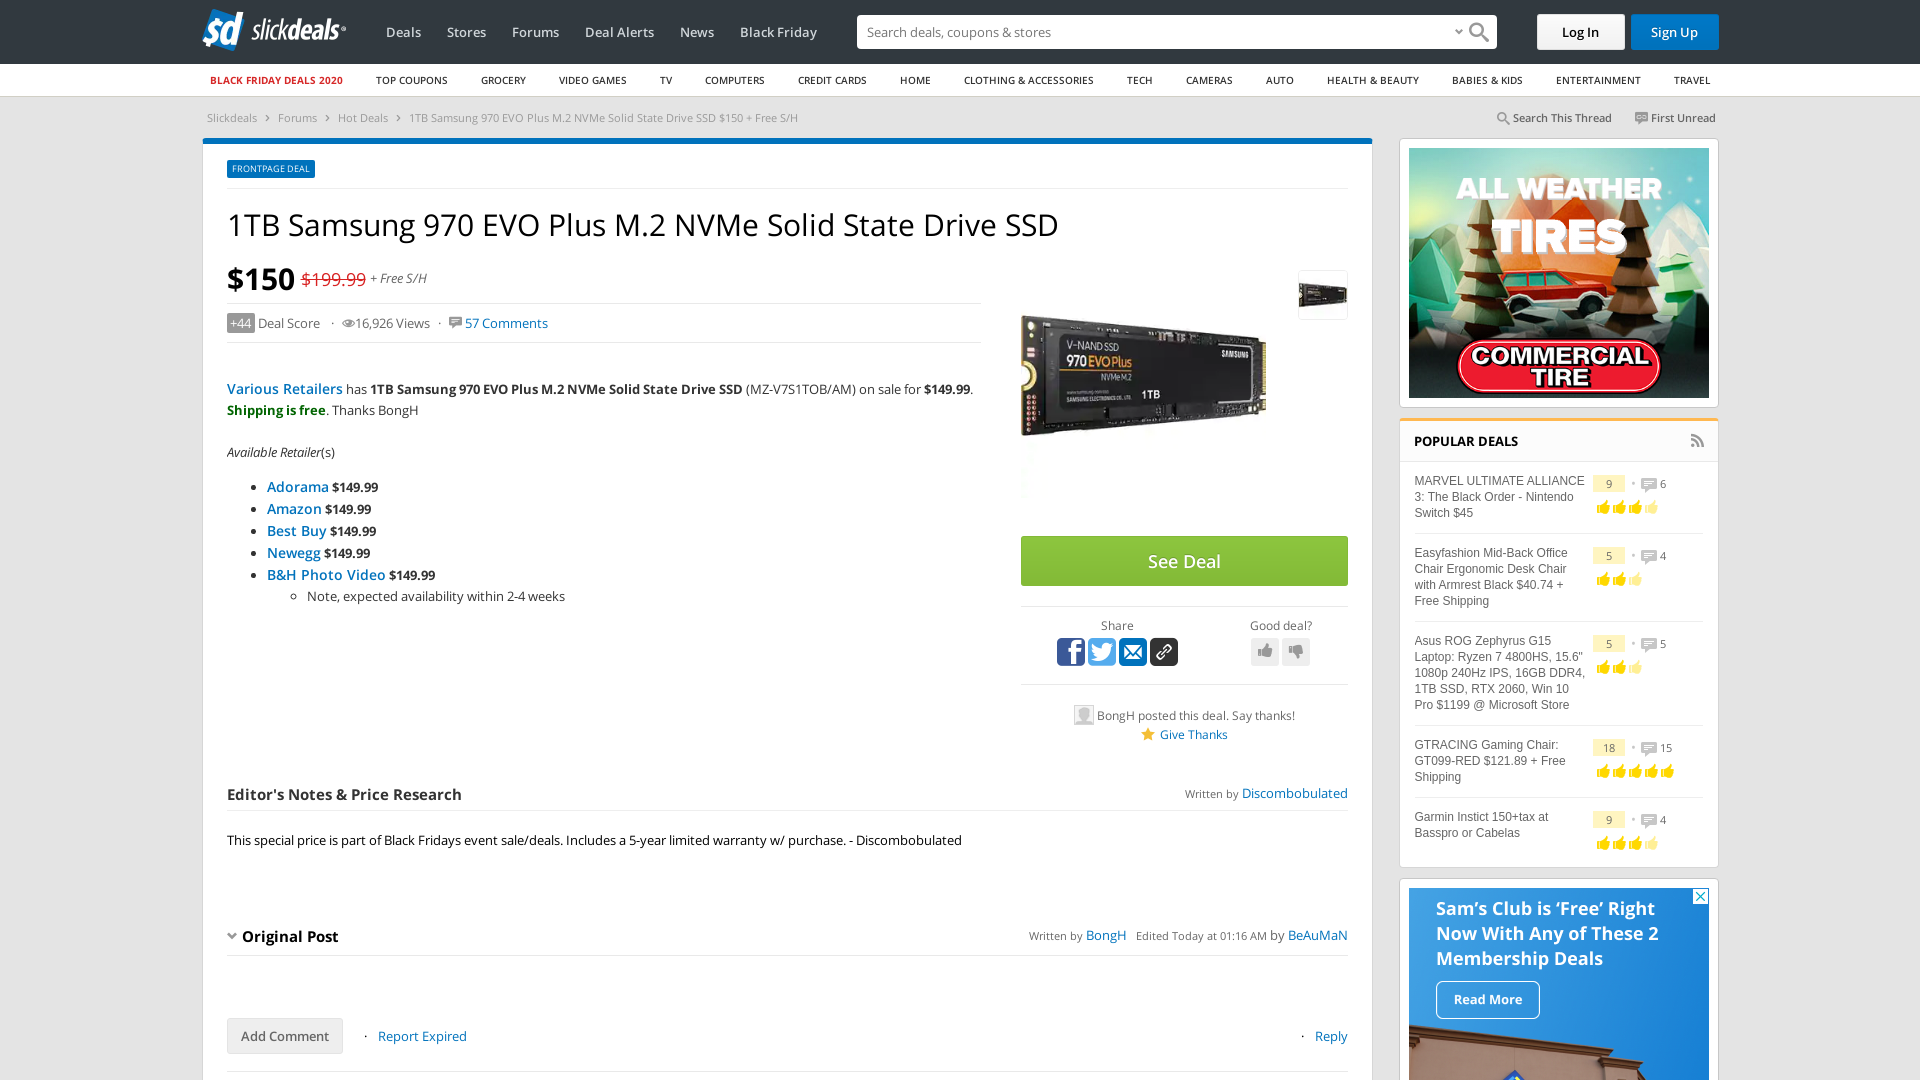 sd slickdeals
Deals
Stores
Forums
Deal Alerts
News
Black Friday
Search deals, coupons & stores
Log In
Sign Up
BLACK FRIDAY DEALS 2020
TOP COUPONS
GROCERY
VIDEO GAMES
TV
COMPUTERS
CREDIT CARDS
HOME
CLOTHING & ACCESSORIES
TECH
CAMERAS
AUTO
HEALTH & BEAUTY
BABIES & KIDS
ENTERTAINMENT
TRAVEL
Slickdeals › Forums › Hot Deals › 1TB Samsung 970 EVO Plus M.2 NVMe Solid State Drive SSD $150 + Free S/H
Search This Thread
First Unread
FRONTPAGE DEAL
1TB Samsung 970 EVO Plus M.2 NVMe Solid State Drive SSD
$150 $199.99 + Free S/H
+44 Deal Score · 16,926 Views · 57 Comments
Various Retailers has 1TB Samsung 970 EVO Plus M.2 NVMe Solid State Drive SSD (MZ-V7S1TOB/AM) on sale for $149.99.
Shipping is free. Thanks BongH
Available Retailer(s)
Adorama $149.99
Amazon $149.99
Best Buy $149.99
Newegg $149.99
B&H Photo Video $149.99
Note, expected availability within 2-4 weeks
V-NAND SSD
970 EVO Plus
NVMe M.2
SAMSUNG
1TB
SAMSUNG ELECTRONICS CO., LTD.
See Deal
Share
Good deal?
BongH posted this deal. Say thanks!
Give Thanks
Editor's Notes & Price Research
Written by Discombobulated
This special price is part of Black Fridays event sale/deals. Includes a 5-year limited warranty w/ purchase. - Discombobulated
Original Post
Written by BongH Edited Today at 01:16 AM by BeAuMaN
Add Comment
· Report Expired
· Reply
ALL WEATHER
TIRES
COMMERCIAL
TIRE
POPULAR DEALS
MARVEL ULTIMATE ALLIANCE
3: The Black Order - Nintendo
Switch $45
9 • 6
Easyfashion Mid-Back Office
Chair Ergonomic Desk Chair
with Armrest Black $40.74 +
Free Shipping
5 • 4
Asus ROG Zephyrus G15
Laptop: Ryzen 7 4800HS, 15.6"
1080p 240Hz IPS, 16GB DDR4,
1TB SSD, RTX 2060, Win 10
Pro $1199 @ Microsoft Store
5 • 5
GTRACING Gaming Chair:
GT099-RED $121.89 + Free
Shipping
18 • 15
Garmin Instict 150+tax at
Basspro or Cabelas
9 • 4
Sam's Club is 'Free' Right
Now With Any of These 2
Membership Deals
Read More